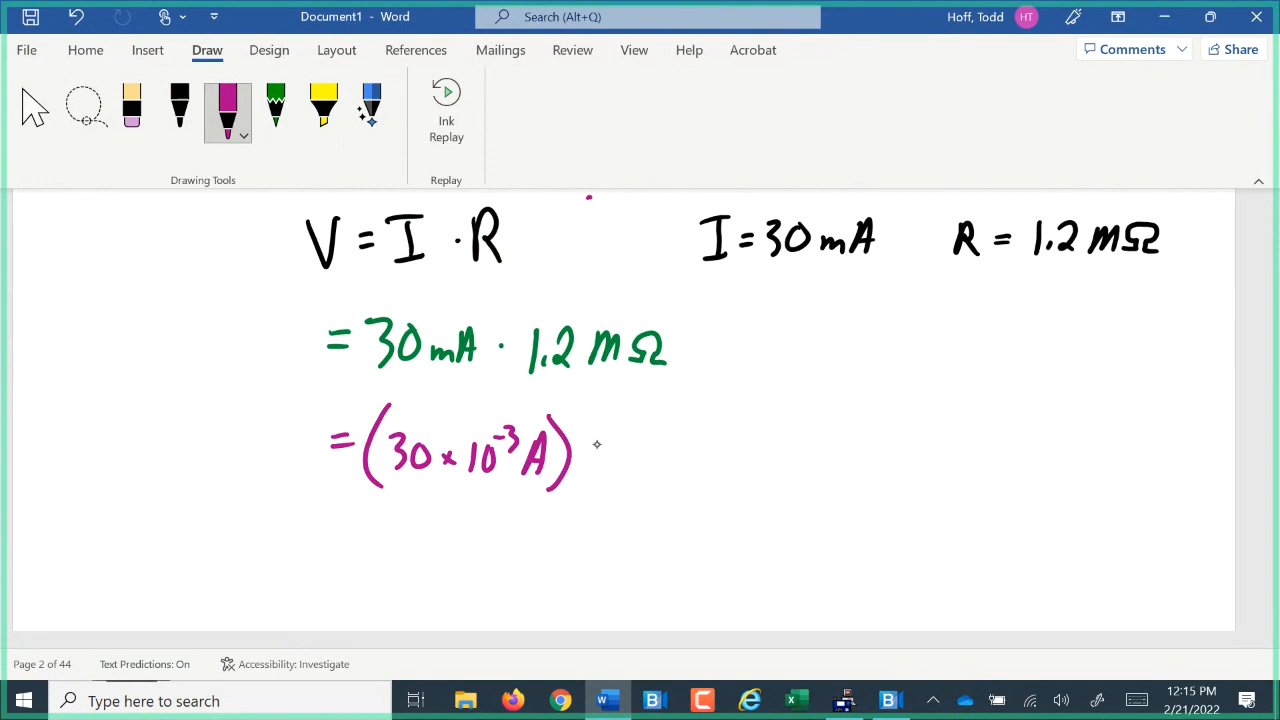 Document1 - Word
Search (Alt+Q)
Hoff, Todd HT
File Home Insert Draw Design Layout References Mailings Review View Help Acrobat Comments Share
Ink Replay
Drawing Tools Replay
V = I · R I = 30 mA R = 1.2 MΩ
= 30 mA · 1.2 MΩ
= (30 × 10⁻³ A)
Page 2 of 44 Text Predictions: On Accessibility: Investigate
Type here to search
12:15 PM
2/21/2022